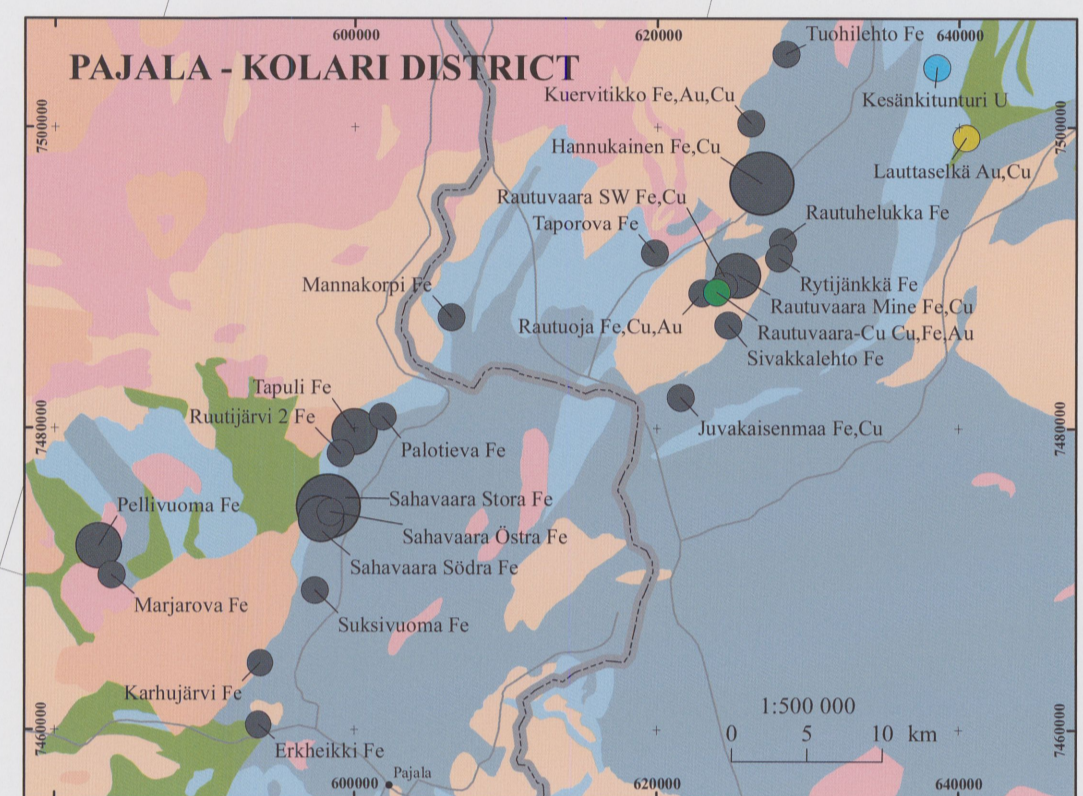 600000
620000
640000
Tuohilehto Fe
PAJALA - KOLARI DISTRICT
Kuervitikko Fe,Au,Cu
Kesänkitunturi U
7500000
7500000
Hannukainen Fe,Cu
Lauttaselkä Au,Cu
Rautuvaara SW Fe,Cu
Rautuhelukka Fe
Taporova Fe
Mannakorpi Fe
Rytijänkkä Fe
Rautuvaara Mine Fe,Cu
Rautuoja Fe,Cu,Au
Rautuvaara-Cu Cu,Fe,Au
Sivakkalehto Fe
Tapuli Fe
Ruutijärvi 2 Fe
7480000
Juvakaisenmaa Fe,Cu
7480000
Palotieva Fe
Sahavaara Stora Fe
Pellivuoma Fe
Sahavaara Östra Fe
Sahavaara Södra Fe
Marjarova Fe
Suksivuoma Fe
Karhujärvi Fe
1:500 000
7460000
0 5 10 km
7460000
Erkheikki Fe
Pajala
600000
620000
640000